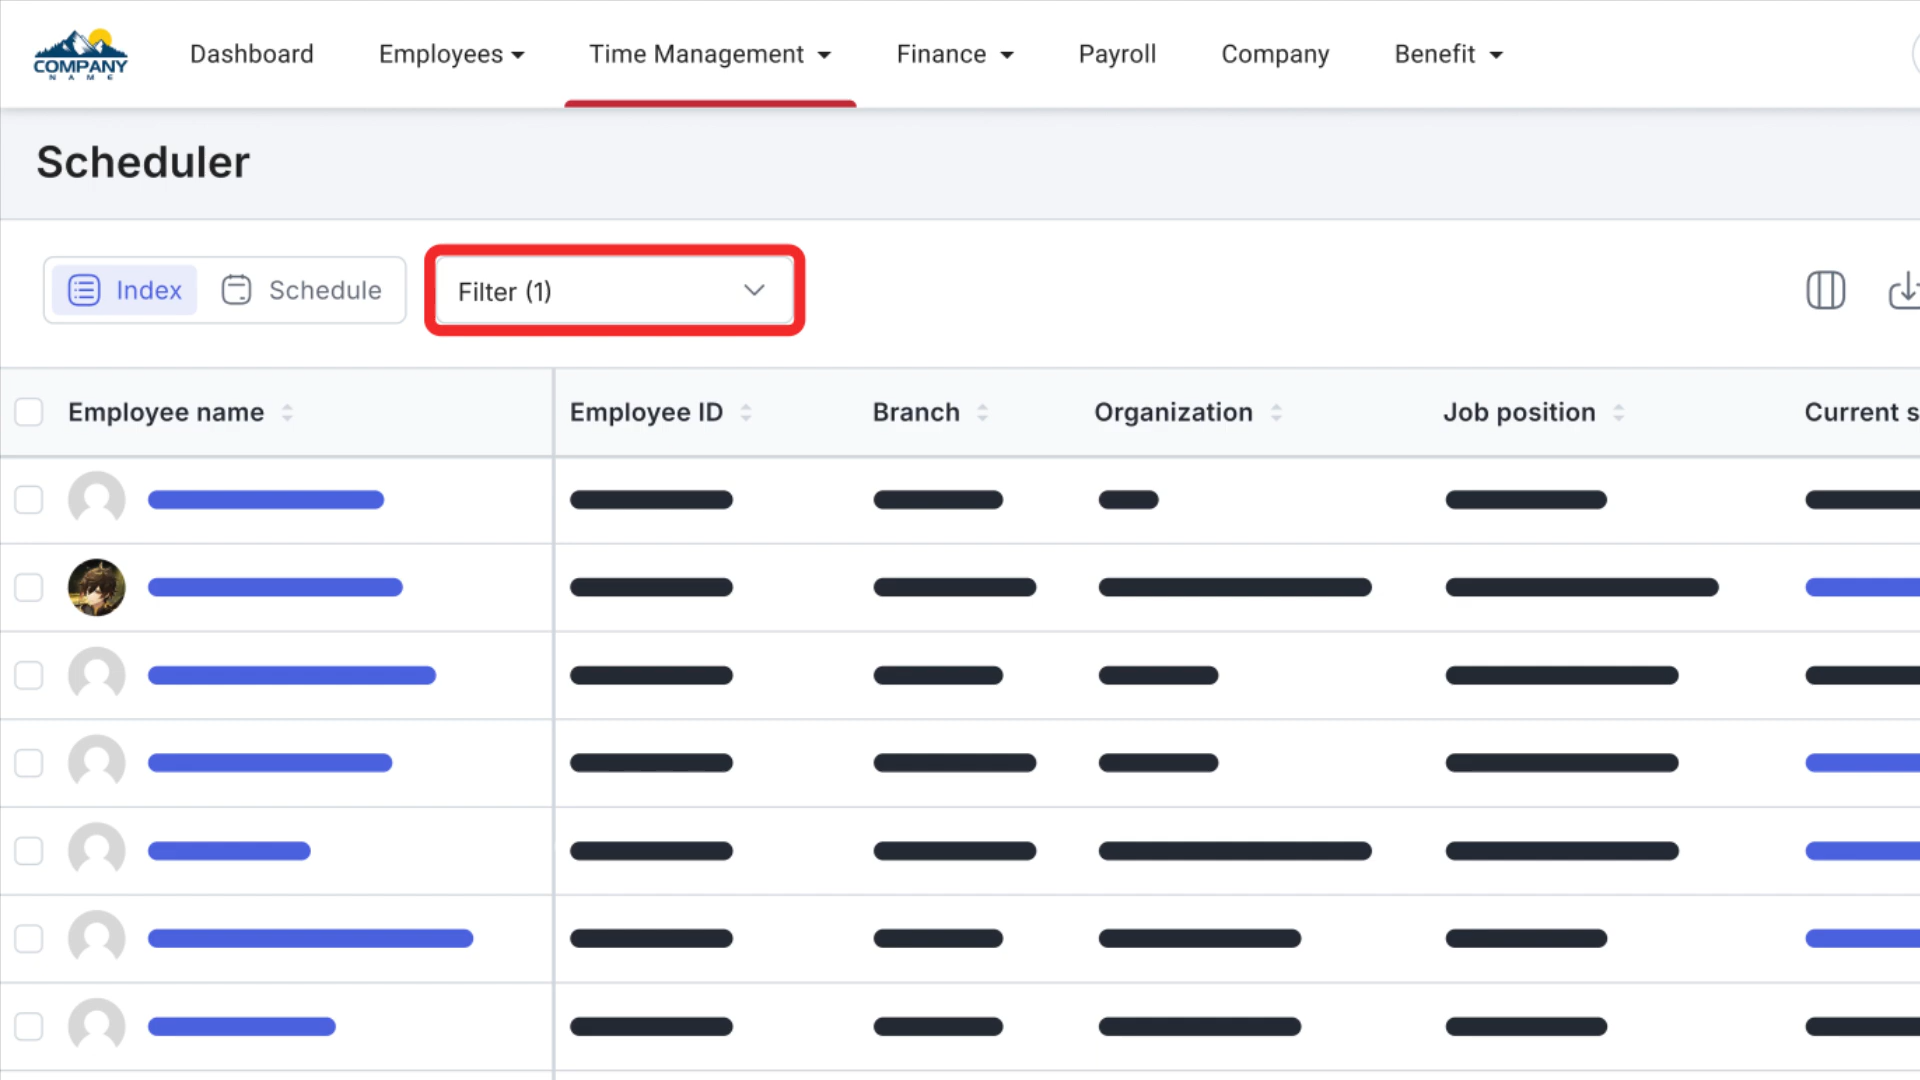 COMPANY
NAME
Dashboard
Employees
Time Management
Finance
Payroll
Company
Benefit
Scheduler
Index
Schedule
Filter (1)
Employee name
Employee ID
Branch
Organization
Job position
Current s